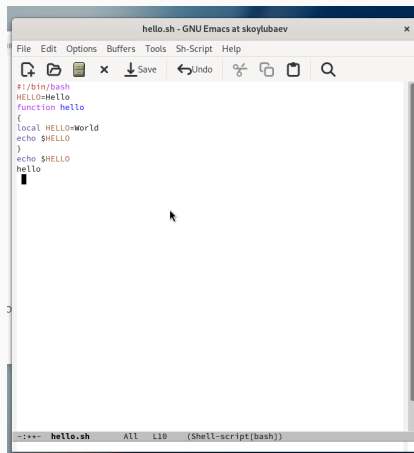 hello.sh - GNU Emacs at skoylubaev
File Edit Options Buffers Tools Sh-Script Help
Save Undo
#!/bin/bash
HELLO=Hello
function hello
{
local HELLO=World
echo $HELLO
}
echo $HELLO
hello
-:**- hello.sh All L10 (Shell-script[bash])